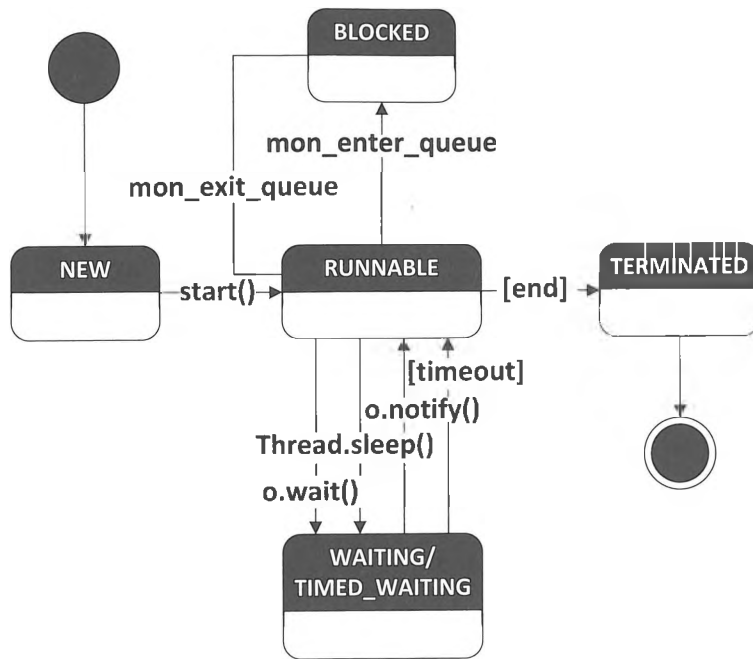 BLOCKED
mon_enter_queue
mon_exit_queue
NEW
start()
RUNNABLE
[end]
TERMINATED
[timeout]
o.notify()
Thread.sleep()
o.wait()
WAITING/
TIMED_WAITING